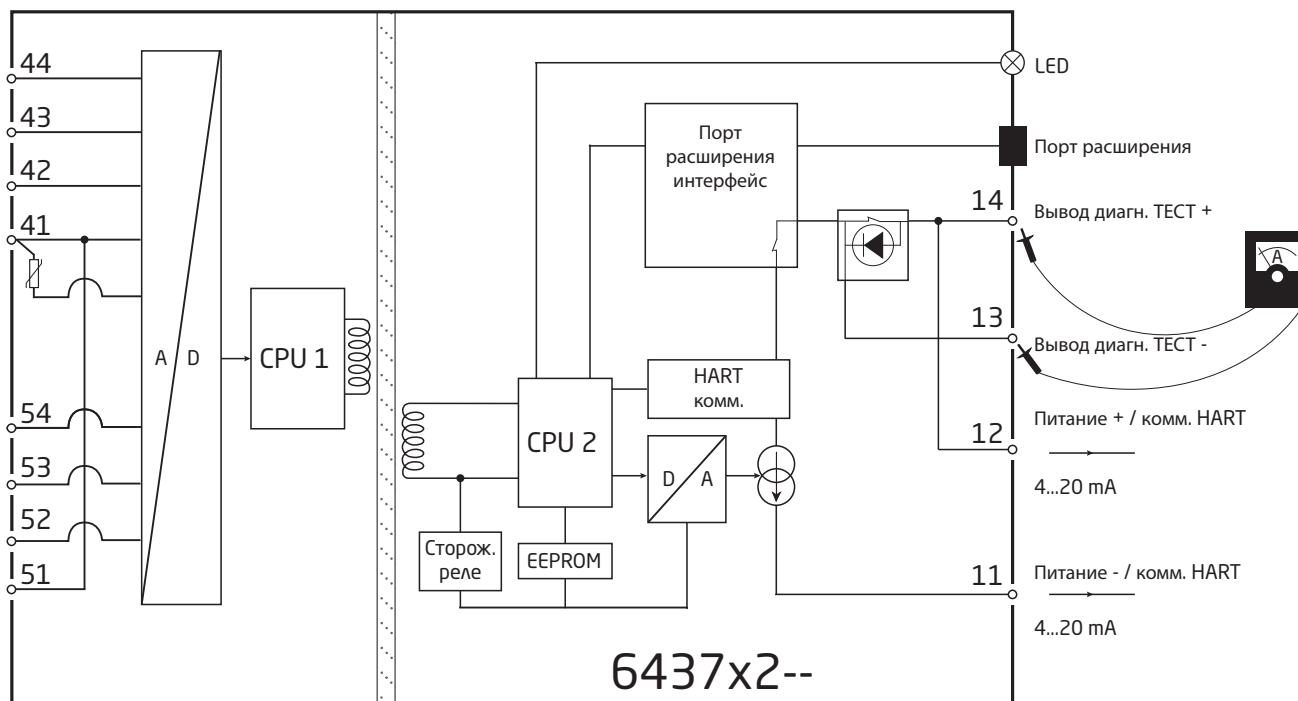 44
43
42
41
54
53
52
51
A
D
CPU 1
CPU 2
Сторож.
реле
EEPROM
D
A
HART
комм.
Порт
расширения
интерфейс
LED
Порт расширения
14
Вывод диагн. ТЕСТ +
A
13
Вывод диагн. ТЕСТ -
12
Питание + / комм. HART
4...20 mA
11
Питание - / комм. HART
4...20 mA
6437x2--